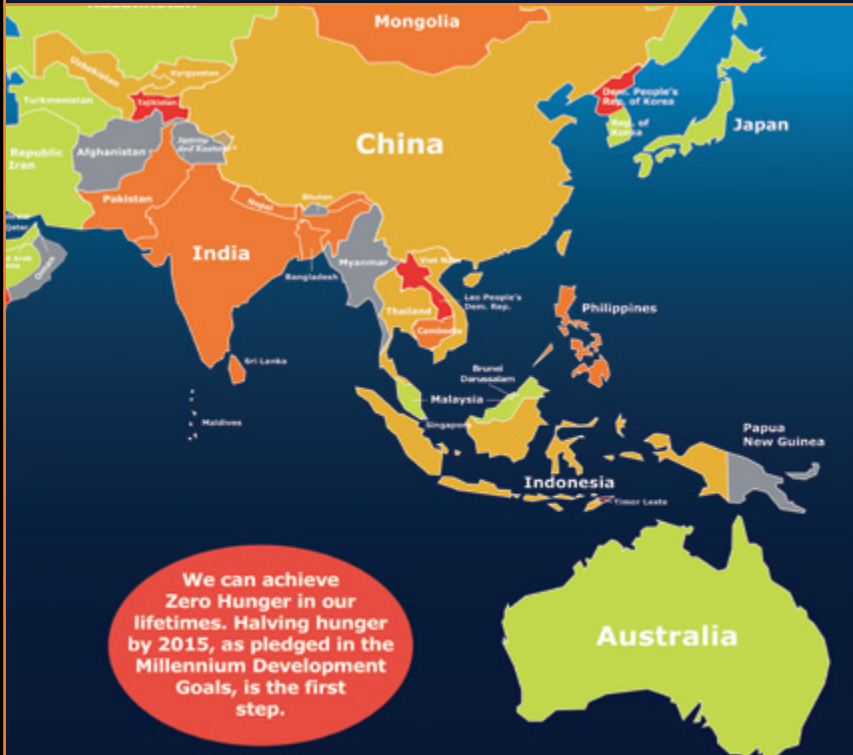 Kazakhstan
Mongolia
Uzbekistan
Kyrgyzstan
Turkmenistan
Tajikistan
Dem. People's
Rep. of Korea
Rep. of
Korea
Japan
China
Republic
Iran
Afghanistan
Jammu
and Kashmir
Pakistan
Nepal
Bhutan
Qatar
Oman
India
Bangladesh
Myanmar
Viet Nam
Lao People's
Dem. Rep.
Thailand
Cambodia
Philippines
Sri Lanka
Brunei
Darussalam
Malaysia
Maldives
Singapore
Papua
New Guinea
Indonesia
Timor Leste
We can achieve
Zero Hunger in our
lifetimes. Halving hunger
by 2015, as pledged in the
Millennium Development
Goals, is the first
step.
Australia